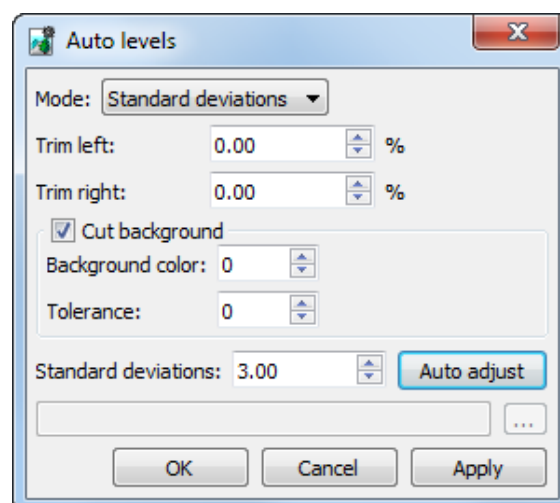 Auto levels
Mode: Standard deviations
Trim left: 0.00 %
Trim right: 0.00 %
Cut background
Background color: 0
Tolerance: 0
Standard deviations: 3.00 Auto adjust
...
OK Cancel Apply